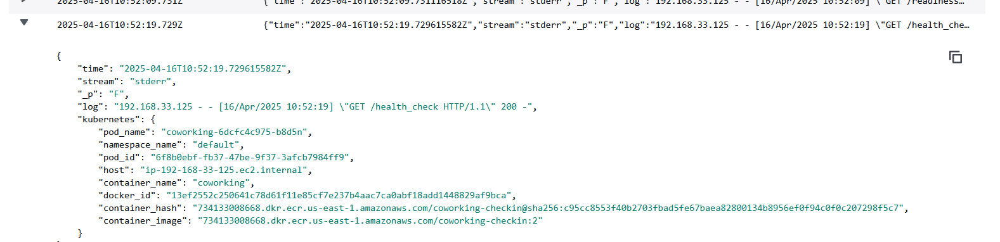 2025-04-16T10:52:09.731Z {"time":"2025-04-16T10:52:09.731116518Z","stream":"stderr","_p":"F","log":"192.168.33.125 - - [16/Apr/2025 10:52:09] \"GET /readiness…
2025-04-16T10:52:19.729Z {"time":"2025-04-16T10:52:19.729615582Z","stream":"stderr","_p":"F","log":"192.168.33.125 - - [16/Apr/2025 10:52:19] \"GET /health_che…
{
"time": "2025-04-16T10:52:19.729615582Z",
"stream": "stderr",
"_p": "F",
"log": "192.168.33.125 - - [16/Apr/2025 10:52:19] \"GET /health_check HTTP/1.1\" 200 -",
"kubernetes": {
"pod_name": "coworking-6dcfc4c975-b8d5n",
"namespace_name": "default",
"pod_id": "6f8b0ebf-fb37-47be-9f37-3afcb7984ff9",
"host": "ip-192-168-33-125.ec2.internal",
"container_name": "coworking",
"docker_id": "13ef2552c250641c78d61f11e85cf7e237b4aac7ca0abf18add1448829af9bca",
"container_hash": "734133008668.dkr.ecr.us-east-1.amazonaws.com/coworking-checkin@sha256:c95cc8553f40b2703fbad5fe67baea82800134b8956ef0f94c0f0c207298f5c7",
"container_image": "734133008668.dkr.ecr.us-east-1.amazonaws.com/coworking-checkin:2"
}